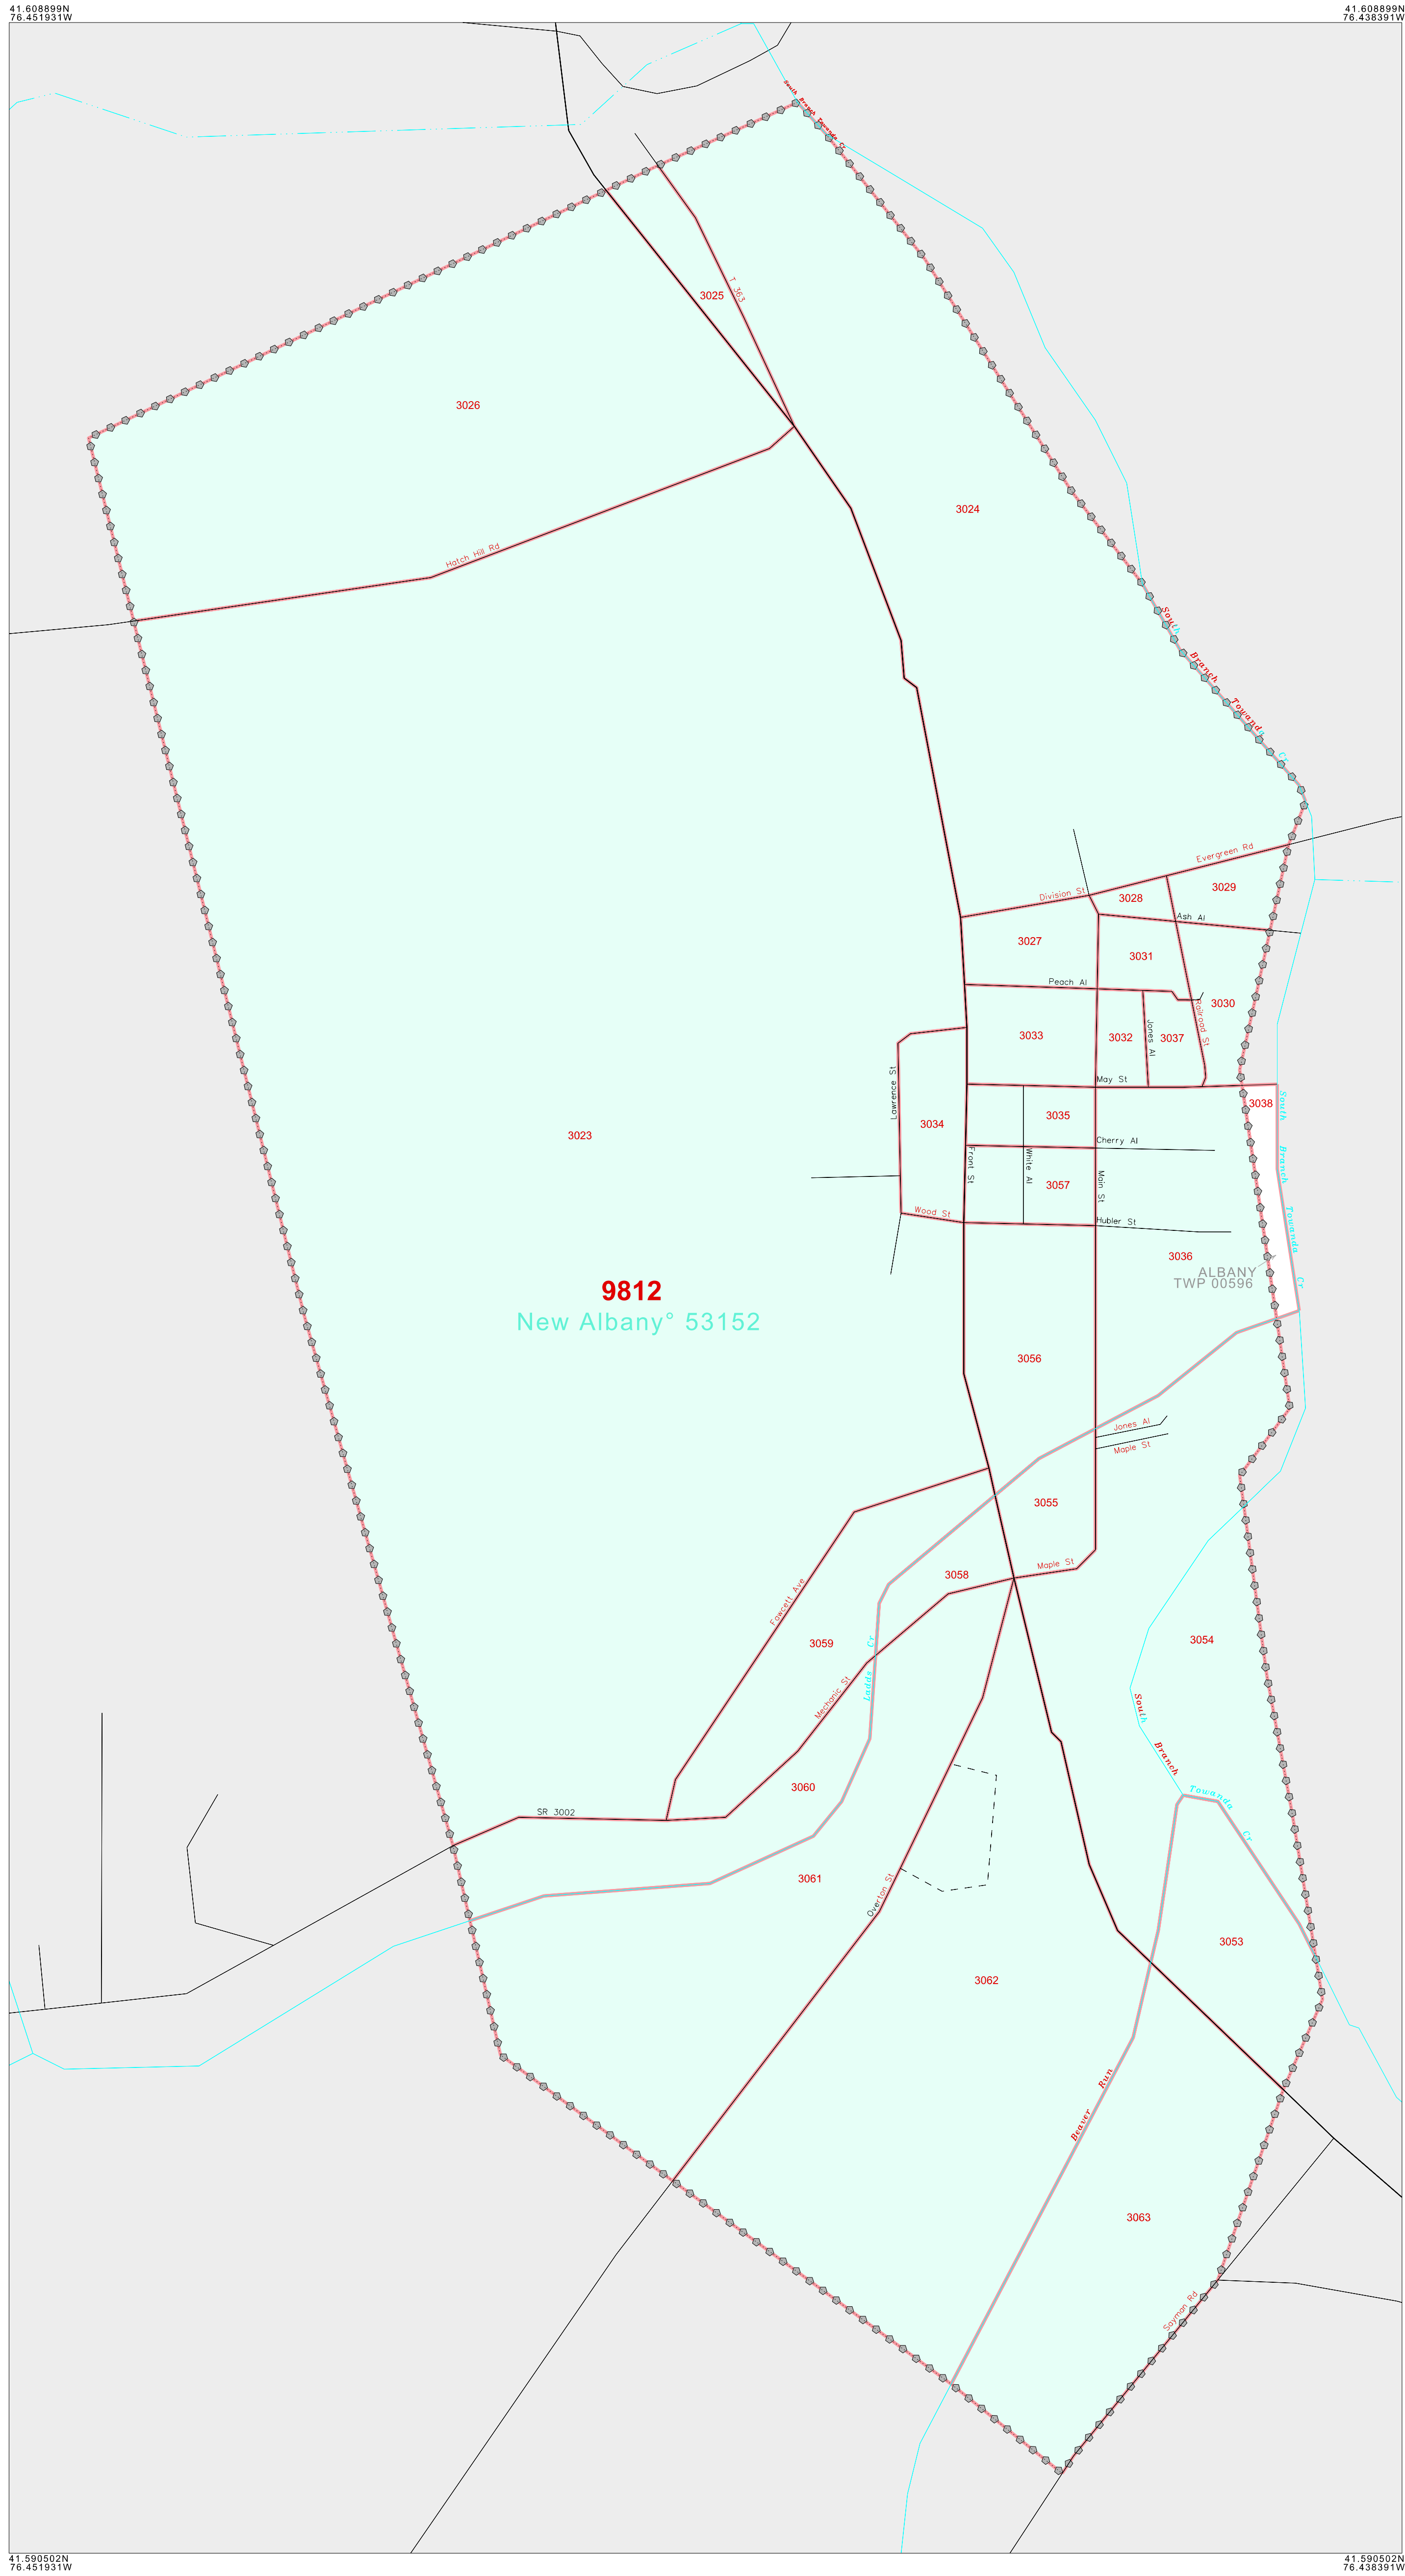 41.608899N
76.451931W
41.608899N
76.438391W
South Branch Towanda Cr
T 363
3025
3026
3024
Hatch Hill Rd
South Branch Towanda Cr
Evergreen Rd
Division St
3028
3029
Ash Al
3027
3031
Peach Al
3030
Railroad St
Jones Al
3033
3032
3037
May St
3038
South Branch Towanda Cr
Lawrence St
3034
3035
3023
Cherry Al
Front St
White Al
Main St
3057
Wood St
Hubler St
3036
ALBANY
TWP 00596
9812
New Albany° 53152
3056
Jones Al
Maple St
3055
Maple St
3058
Fawcett Ave
3059
Ladds Cr
Mechanic St
3054
South Branch Towanda Cr
3060
SR 3002
3061
Overton St
3053
3062
Beaver Run
3063
Sayman Rd
41.590502N
76.451931W
41.590502N
76.438391W